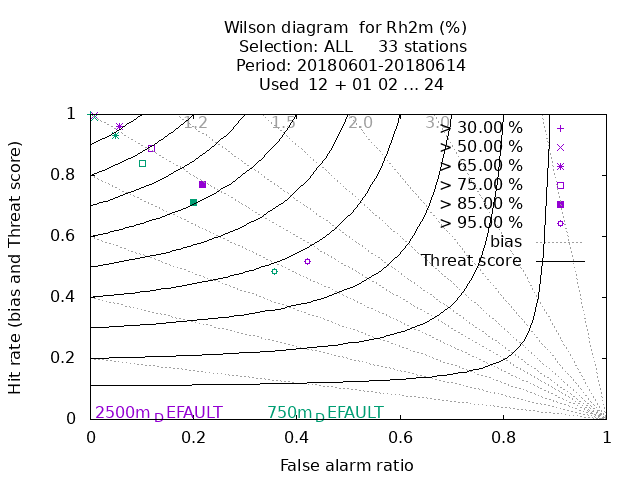 Wilson diagram  for Rh2m (%)
Selection: ALL     33 stations
Period: 20180601-20180614
Used  12 + 01 02 ... 24
Hit rate (bias and Threat score)
1
0.8
0.6
0.4
0.2
0
1.2
1.5
2.0
3.0
> 30.00 %
> 50.00 %
> 65.00 %
> 75.00 %
> 85.00 %
> 95.00 %
bias
Threat score
2500mDEFAULT
750mDEFAULT
0
0.2
0.4
0.6
0.8
1
False alarm ratio